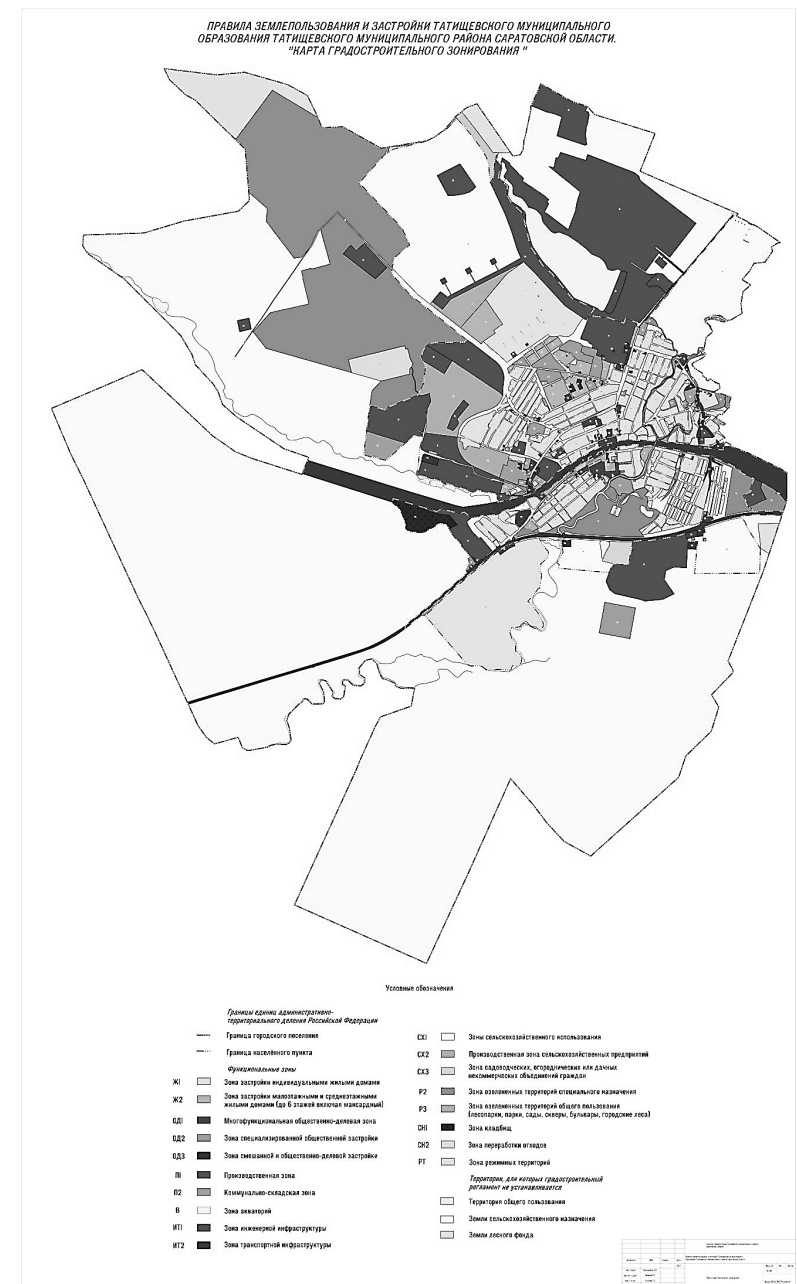 ПРАВИЛА ЗЕМЛЕПОЛЬЗОВАНИЯ И ЗАСТРОЙКИ ТАТИЩЕВСКОГО МУНИЦИПАЛЬНОГО
ОБРАЗОВАНИЯ ТАТИЩЕВСКОГО МУНИЦИПАЛЬНОГО РАЙОНА САРАТОВСКОЙ ОБЛАСТИ.
"КАРТА ГРАДОСТРОИТЕЛЬНОГО ЗОНИРОВАНИЯ "
Условные обозначения
Границы единиц административно-
территориального деления Российской Федерации
Граница городского поселения
Граница населённого пункта
Функциональные зоны
Ж1 Зона застройки индивидуальными жилыми домами
Ж2 Зона застройки малоэтажными и среднеэтажными
жилыми домами (до 6 этажей включая мансардный)
ОД1 Многофункциональная общественно-деловая зона
ОД2 Зона специализированной общественной застройки
ОД3 Зона смешанной и общественно-деловой застройки
П1 Производственная зона
П2 Коммунально-складская зона
В Зона акваторий
ИТ1 Зона инженерной инфраструктуры
ИТ2 Зона транспортной инфраструктуры
СХ1 Зоны сельскохозяйственного использования
СХ2 Производственная зона сельскохозяйственных предприятий
СХ3 Зона садоводческих, огороднических или дачных
некоммерческих объединений граждан
Р2 Зона озелененных территорий специального назначения
Р3 Зона озелененных территорий общего пользования
(лесопарки, парки, сады, скверы, бульвары, городские леса)
СН1 Зона кладбищ
СН2 Зона переработки отходов
РТ Зона режимных территорий
Территории, для которых градостроительный
регламент не устанавливается
Территория общего пользования
Земли сельскохозяйственного назначения
Земли лесного фонда